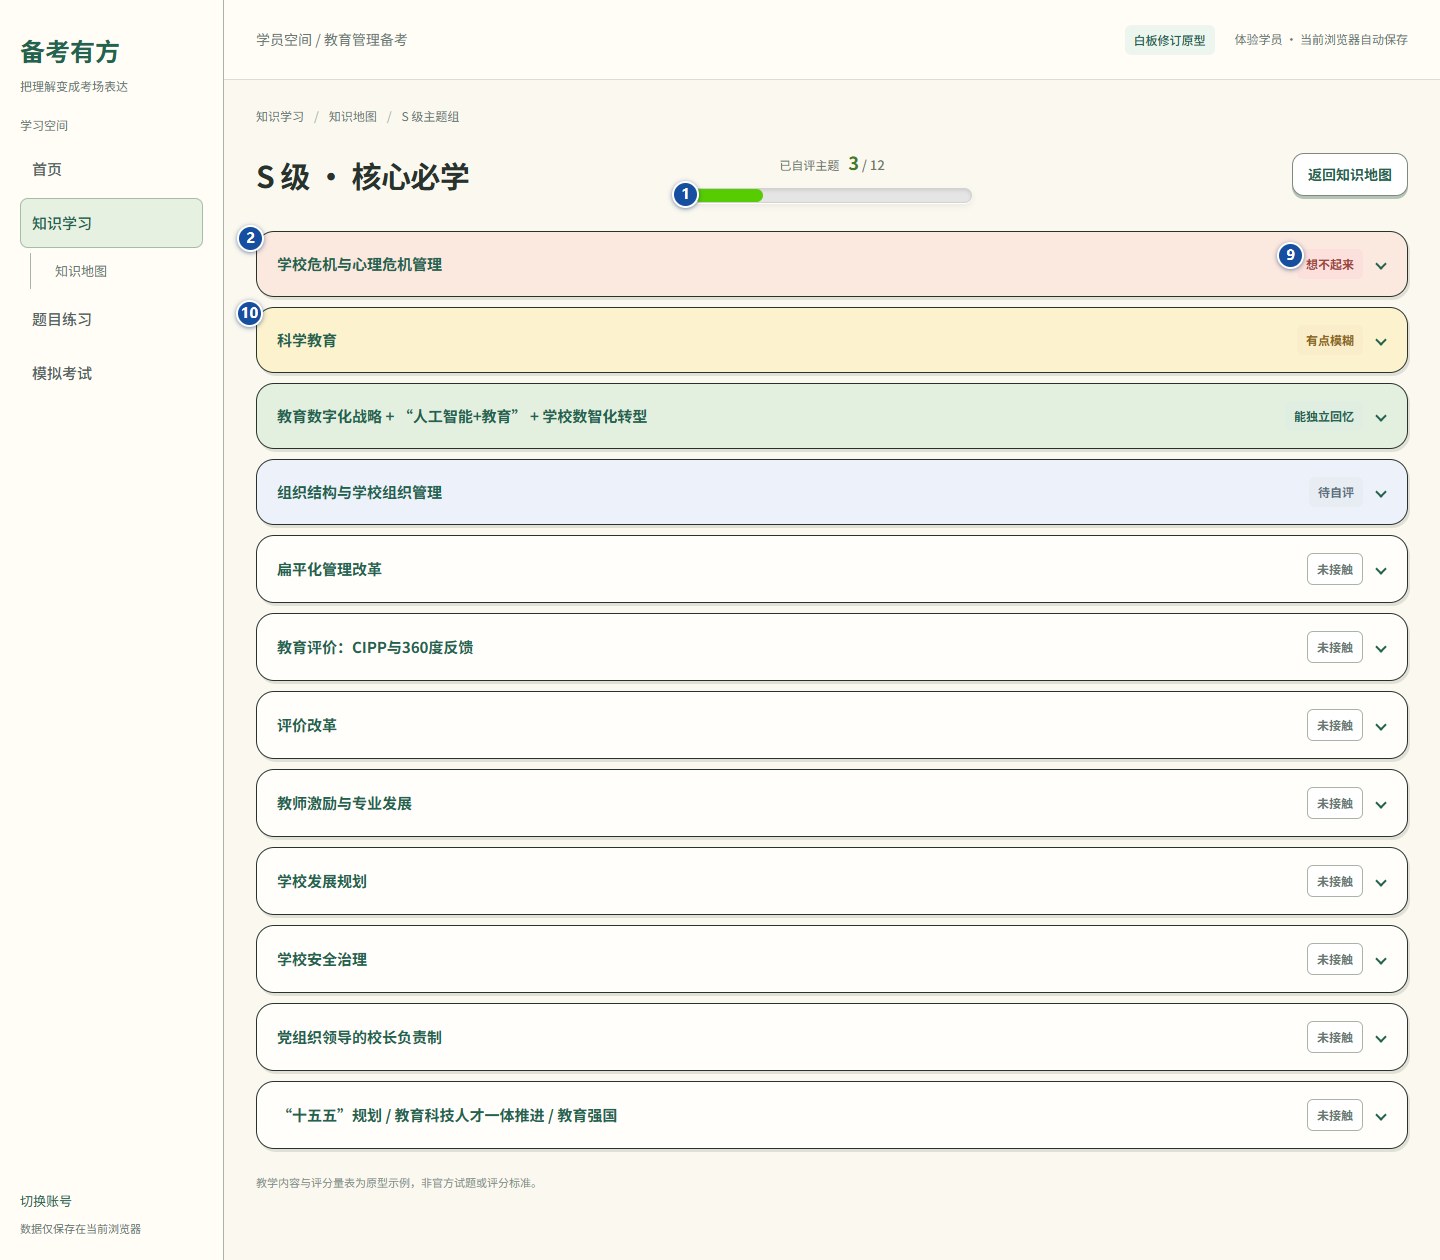 备考有方
把理解变成考场表达
学习空间
首页
知识学习
知识地图
题目练习
模拟考试
切换账号
数据仅保存在当前浏览器
学员空间 / 教育管理备考
白板修订原型
体验学员 · 当前浏览器自动保存
知识学习 / 知识地图 / S 级主题组
S 级 · 核心必学
已自评主题 3 / 12
1
返回知识地图
2
学校危机与心理危机管理
9
想不起来
10
科学教育
有点模糊
教育数字化战略 + “人工智能+教育” + 学校数智化转型
能独立回忆
组织结构与学校组织管理
待自评
扁平化管理改革
未接触
教育评价：CIPP与360度反馈
未接触
评价改革
未接触
教师激励与专业发展
未接触
学校发展规划
未接触
学校安全治理
未接触
党组织领导的校长负责制
未接触
“十五五”规划 / 教育科技人才一体推进 / 教育强国
未接触
教学内容与评分量表为原型示例，非官方试题或评分标准。